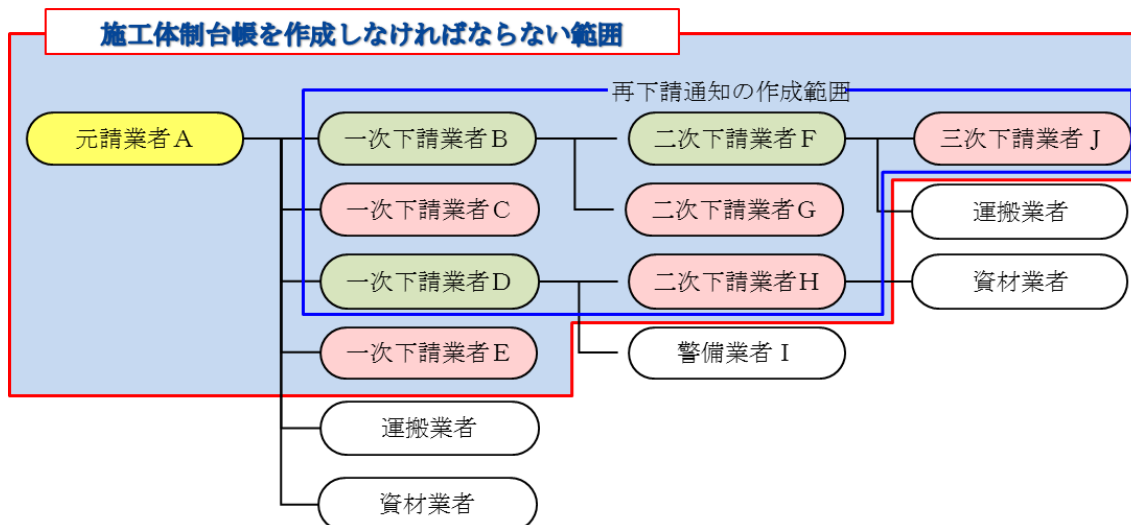 施工体制台帳を作成しなければならない範囲
再下請通知の作成範囲
元請業者A
一次下請業者B
二次下請業者F
三次下請業者J
一次下請業者C
二次下請業者G
運搬業者
一次下請業者D
二次下請業者H
資材業者
一次下請業者E
警備業者I
運搬業者
資材業者